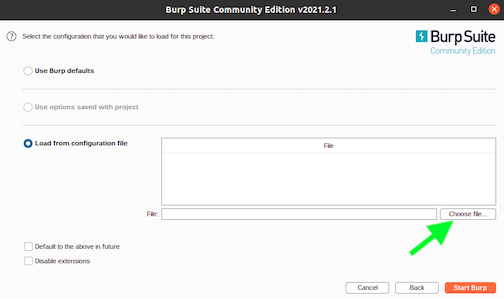 Burp Suite Community Edition v2021.2.1
Select the configuration that you would like to load for this project.
Burp Suite
Community Edition
Use Burp defaults
Use options saved with project
Load from configuration file
File
File:
Choose file...
Default to the above in future
Disable extensions
Cancel
Back
Start Burp